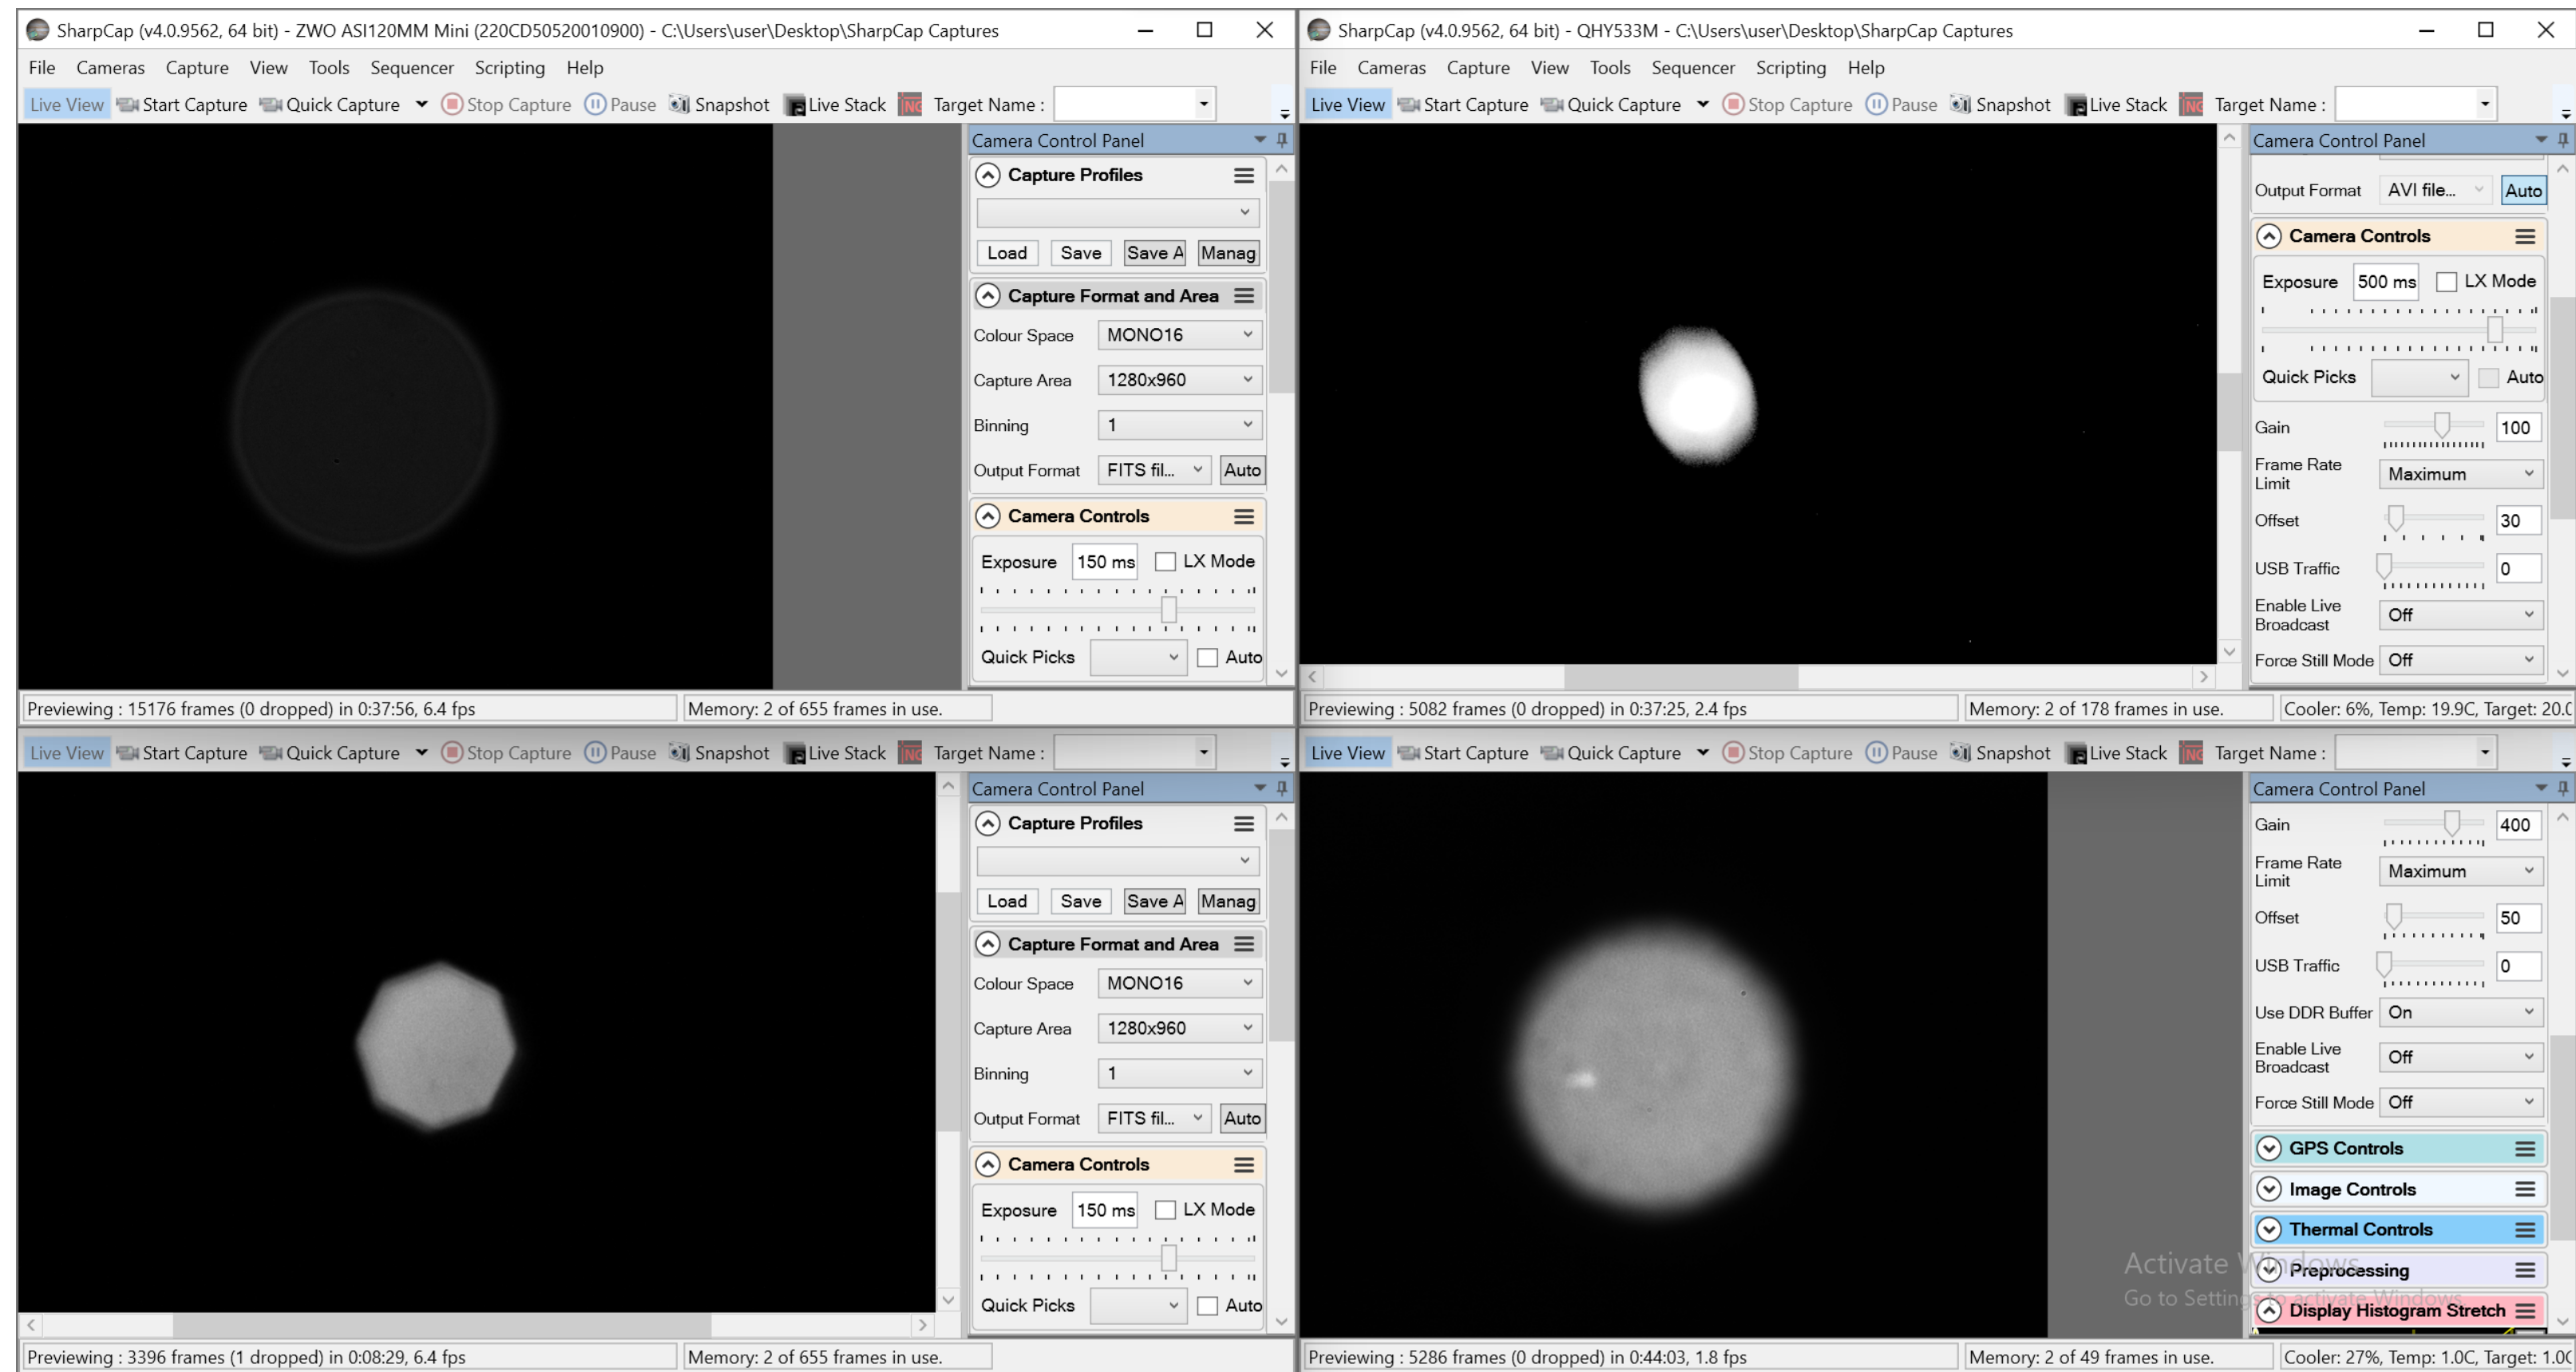 SharpCap (v4.0.9562, 64 bit) - ZWO ASI120MM Mini (220CD50520010900) - C:\Users\user\Desktop\SharpCap Captures
File Cameras Capture View Tools Sequencer Scripting Help
Live View Start Capture Quick Capture Stop Capture Pause Snapshot Live Stack Target Name :
Camera Control Panel
Capture Profiles
Load Save Save A Manag
Capture Format and Area
Colour Space MONO16
Capture Area 1280x960
Binning 1
Output Format FITS fil... Auto
Camera Controls
Exposure 150 ms LX Mode
Quick Picks Auto
Previewing : 15176 frames (0 dropped) in 0:37:56, 6.4 fps Memory: 2 of 655 frames in use.
SharpCap (v4.0.9562, 64 bit) - QHY533M - C:\Users\user\Desktop\SharpCap Captures
File Cameras Capture View Tools Sequencer Scripting Help
Live View Start Capture Quick Capture Stop Capture Pause Snapshot Live Stack Target Name :
Camera Control Panel
Output Format AVI file... Auto
Camera Controls
Exposure 500 ms LX Mode
Quick Picks Auto
Gain 100
Frame Rate
Limit Maximum
Offset 30
USB Traffic 0
Enable Live
Broadcast Off
Force Still Mode Off
Previewing : 5082 frames (0 dropped) in 0:37:25, 2.4 fps Memory: 2 of 178 frames in use. Cooler: 6%, Temp: 19.9C, Target: 20.0
Live View Start Capture Quick Capture Stop Capture Pause Snapshot Live Stack Target Name :
Camera Control Panel
Capture Profiles
Load Save Save A Manag
Capture Format and Area
Colour Space MONO16
Capture Area 1280x960
Binning 1
Output Format FITS fil... Auto
Camera Controls
Exposure 150 ms LX Mode
Quick Picks Auto
Previewing : 3396 frames (1 dropped) in 0:08:29, 6.4 fps Memory: 2 of 655 frames in use.
Live View Start Capture Quick Capture Stop Capture Pause Snapshot Live Stack Target Name :
Camera Control Panel
Gain 400
Frame Rate
Limit Maximum
Offset 50
USB Traffic 0
Use DDR Buffer On
Enable Live
Broadcast Off
Force Still Mode Off
GPS Controls
Image Controls
Thermal Controls
Activate Windows
Preprocessing
Go to Settings to activate Windows.
Display Histogram Stretch
Previewing : 5286 frames (0 dropped) in 0:44:03, 1.8 fps Memory: 2 of 49 frames in use. Cooler: 27%, Temp: 1.0C, Target: 1.0